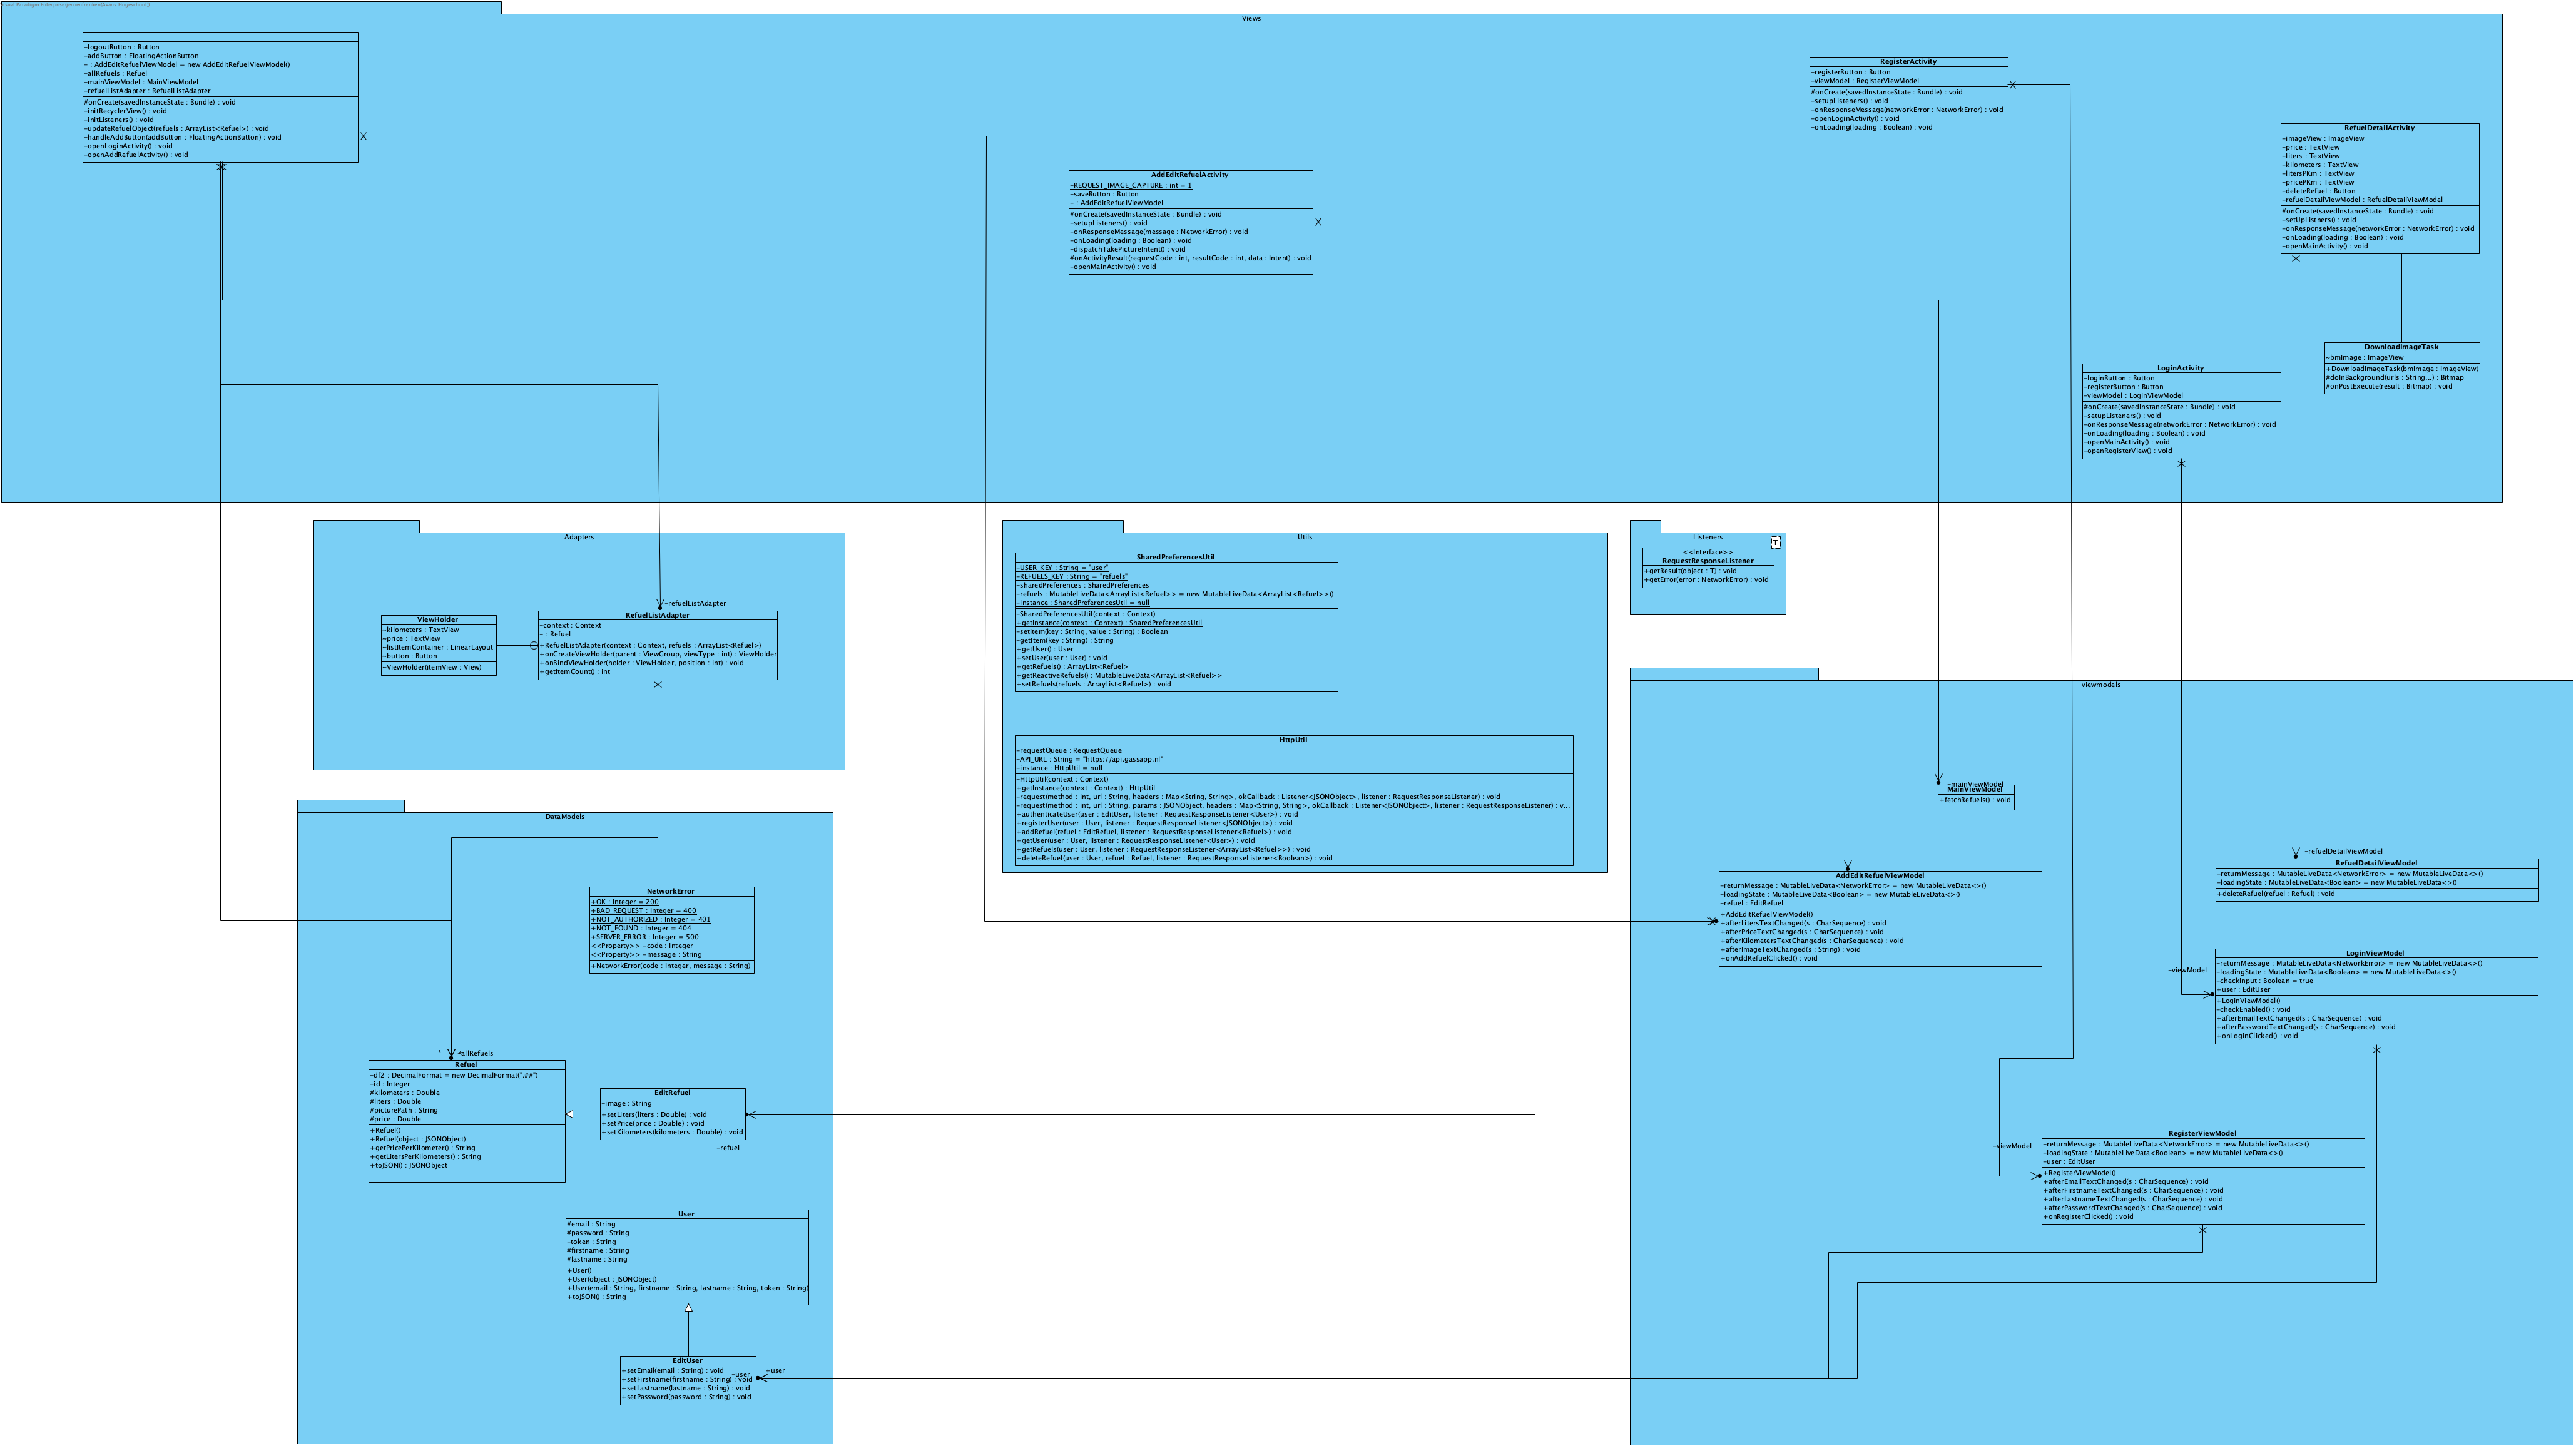 Views
-logoutButton : Button
-addButton : FloatingActionButton
- : AddEditRefuelViewModel = new AddEditRefuelViewModel()
-allRefuels : Refuel
-mainViewModel : MainViewModel
-refuelListAdapter : RefuelListAdapter
#onCreate(savedInstanceState : Bundle) : void
-initRecyclerView() : void
-initListeners() : void
-updateRefuelObject(refuels : ArrayList<Refuel>) : void
-handleAddButton(addButton : FloatingActionButton) : void
-openLoginActivity() : void
-openAddRefuelActivity() : void
RegisterActivity
-registerButton : Button
-viewModel : RegisterViewModel
#onCreate(savedInstanceState : Bundle) : void
-setupListeners() : void
-onResponseMessage(networkError : NetworkError) : void
-openLoginActivity() : void
-onLoading(loading : Boolean) : void
RefuelDetailActivity
-imageView : ImageView
-price : TextView
-liters : TextView
-kilometers : TextView
-litersPKm : TextView
-pricePKm : TextView
-deleteRefuel : Button
-refuelDetailViewModel : RefuelDetailViewModel
#onCreate(savedInstanceState : Bundle) : void
-setUpListners() : void
-onResponseMessage(networkError : NetworkError) : void
-onLoading(loading : Boolean) : void
-openMainActivity() : void
AddEditRefuelActivity
-REQUEST_IMAGE_CAPTURE : int = 1
-saveButton : Button
- : AddEditRefuelViewModel
#onCreate(savedInstanceState : Bundle) : void
-setupListeners() : void
-onResponseMessage(message : NetworkError) : void
-onLoading(loading : Boolean) : void
-dispatchTakePictureIntent() : void
#onActivityResult(requestCode : int, resultCode : int, data : Intent) : void
-openMainActivity() : void
DownloadImageTask
~bmImage : ImageView
+DownloadImageTask(bmImage : ImageView)
#doInBackground(urls : String...) : Bitmap
#onPostExecute(result : Bitmap) : void
LoginActivity
-loginButton : Button
-registerButton : Button
-viewModel : LoginViewModel
#onCreate(savedInstanceState : Bundle) : void
-setupListeners() : void
-onResponseMessage(networkError : NetworkError) : void
-onLoading(loading : Boolean) : void
-openMainActivity() : void
-openRegisterView() : void
Adapters
-refuelListAdapter
ViewHolder
~kilometers : TextView
~price : TextView
~listItemContainer : LinearLayout
~button : Button
~ViewHolder(itemView : View)
RefuelListAdapter
-context : Context
- : Refuel
+RefuelListAdapter(context : Context, refuels : ArrayList<Refuel>)
+onCreateViewHolder(parent : ViewGroup, viewType : int) : ViewHolder
+onBindViewHolder(holder : ViewHolder, position : int) : void
+getItemCount() : int
Utils
SharedPreferencesUtil
-USER_KEY : String = "user"
-REFUELS_KEY : String = "refuels"
-sharedPreferences : SharedPreferences
-refuels : MutableLiveData<ArrayList<Refuel>> = new MutableLiveData<ArrayList<Refuel>>()
-instance : SharedPreferencesUtil = null
-SharedPreferencesUtil(context : Context)
+getInstance(context : Context) : SharedPreferencesUtil
-setItem(key : String, value : String) : Boolean
-getItem(key : String) : String
+getUser() : User
+setUser(user : User) : void
+getRefuels() : ArrayList<Refuel>
+getReactiveRefuels() : MutableLiveData<ArrayList<Refuel>>
+setRefuels(refuels : ArrayList<Refuel>) : void
HttpUtil
-requestQueue : RequestQueue
-API_URL : String = "https://api.gassapp.nl"
-instance : HttpUtil = null
-HttpUtil(context : Context)
+getInstance(context : Context) : HttpUtil
-request(method : int, url : String, headers : Map<String, String>, okCallback : Listener<JSONObject>, listener : RequestResponseListener) : void
-request(method : int, url : String, params : JSONObject, headers : Map<String, String>, okCallback : Listener<JSONObject>, listener : RequestResponseListener) : v...
+authenticateUser(user : EditUser, listener : RequestResponseListener<User>) : void
+registerUser(user : User, listener : RequestResponseListener<JSONObject>) : void
+addRefuel(refuel : EditRefuel, listener : RequestResponseListener<Refuel>) : void
+getUser(user : User, listener : RequestResponseListener<User>) : void
+getRefuels(user : User, listener : RequestResponseListener<ArrayList<Refuel>>) : void
+deleteRefuel(user : User, refuel : Refuel, listener : RequestResponseListener<Boolean>) : void
Listeners
T
<<Interface>>
RequestResponseListener
+getResult(object : T) : void
+getError(error : NetworkError) : void
viewmodels
-mainViewModel
MainViewModel
+fetchRefuels() : void
-refuelDetailViewModel
RefuelDetailViewModel
-returnMessage : MutableLiveData<NetworkError> = new MutableLiveData<>()
-loadingState : MutableLiveData<Boolean> = new MutableLiveData<>()
+deleteRefuel(refuel : Refuel) : void
AddEditRefuelViewModel
-returnMessage : MutableLiveData<NetworkError> = new MutableLiveData<>()
-loadingState : MutableLiveData<Boolean> = new MutableLiveData<>()
-refuel : EditRefuel
+AddEditRefuelViewModel()
+afterLitersTextChanged(s : CharSequence) : void
+afterPriceTextChanged(s : CharSequence) : void
+afterKilometersTextChanged(s : CharSequence) : void
+afterImageTextChanged(s : String) : void
+onAddRefuelClicked() : void
-viewModel
LoginViewModel
-returnMessage : MutableLiveData<NetworkError> = new MutableLiveData<>()
-loadingState : MutableLiveData<Boolean> = new MutableLiveData<>()
-checkInput : Boolean = true
+user : EditUser
+LoginViewModel()
-checkEnabled() : void
+afterEmailTextChanged(s : CharSequence) : void
+afterPasswordTextChanged(s : CharSequence) : void
+onLoginClicked() : void
-viewModel
RegisterViewModel
-returnMessage : MutableLiveData<NetworkError> = new MutableLiveData<>()
-loadingState : MutableLiveData<Boolean> = new MutableLiveData<>()
-user : EditUser
+RegisterViewModel()
+afterEmailTextChanged(s : CharSequence) : void
+afterFirstnameTextChanged(s : CharSequence) : void
+afterLastnameTextChanged(s : CharSequence) : void
+afterPasswordTextChanged(s : CharSequence) : void
+onRegisterClicked() : void
DataModels
NetworkError
+OK : Integer = 200
+BAD_REQUEST : Integer = 400
+NOT_AUTHORIZED : Integer = 401
+NOT_FOUND : Integer = 404
+SERVER_ERROR : Integer = 500
<<Property>> -code : Integer
<<Property>> -message : String
+NetworkError(code : Integer, message : String)
* -allRefuels
Refuel
-df2 : DecimalFormat = new DecimalFormat(".##")
-id : Integer
#kilometers : Double
#liters : Double
#picturePath : String
#price : Double
+Refuel()
+Refuel(object : JSONObject)
+getPricePerKilometer() : String
+getLitersPerKilometers() : String
+toJSON() : JSONObject
EditRefuel
-image : String
+setLiters(liters : Double) : void
+setPrice(price : Double) : void
+setKilometers(kilometers : Double) : void
-refuel
User
#email : String
#password : String
-token : String
#firstname : String
#lastname : String
+User()
+User(object : JSONObject)
+User(email : String, firstname : String, lastname : String, token : String)
+toJSON() : String
EditUser
+setEmail(email : String) : void
+setFirstname(firstname : String) : void
+setLastname(lastname : String) : void
+setPassword(password : String) : void
-user
+user